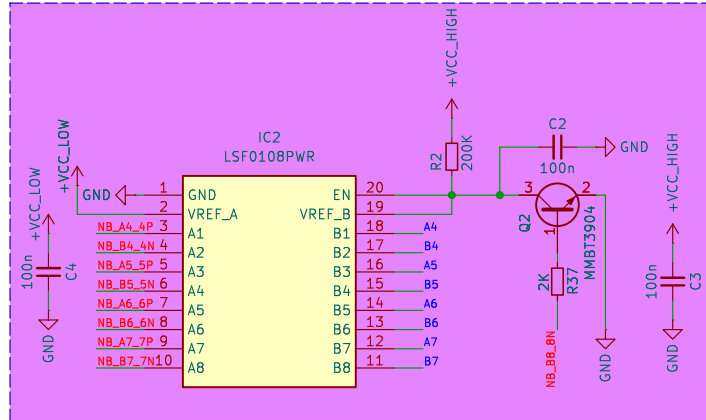 +VCC_HIGH
IC2
LSF0108PWR
R2
200K
C2
100n
GND
+VCC_LOW
+VCC_LOW
+VCC_HIGH
GND
1
GND
EN
20
2
VREF_A
VREF_B
19
NB_A4_4P
3
A1
B1
18
A4
NB_B4_4N
4
A2
B2
17
B4
NB_A5_5P
5
A3
B3
16
A5
NB_B5_5N
6
A4
B4
15
B5
NB_A6_6P
7
A5
B5
14
A6
NB_B6_6N
8
A6
B6
13
B6
NB_A7_7P
9
A7
B7
12
A7
NB_B7_7N
10
A8
B8
11
B7
3
2
1
Q2
MMBT3904
2K
R37
NB_B8_8N
GND
100n
C4
GND
100n
C3
GND